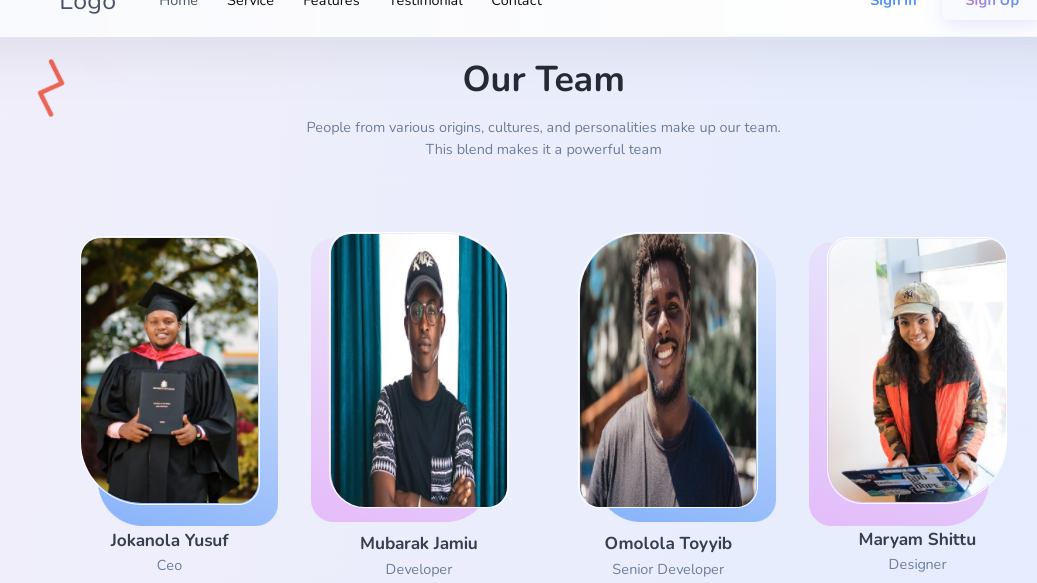 Logo Home Service Features Testimonial Contact Sign In Sign Up
Our Team
People from various origins, cultures, and personalities make up our team.
This blend makes it a powerful team
Jokanola Yusuf
Ceo
Mubarak Jamiu
Developer
Omolola Toyyib
Senior Developer
Maryam Shittu
Designer